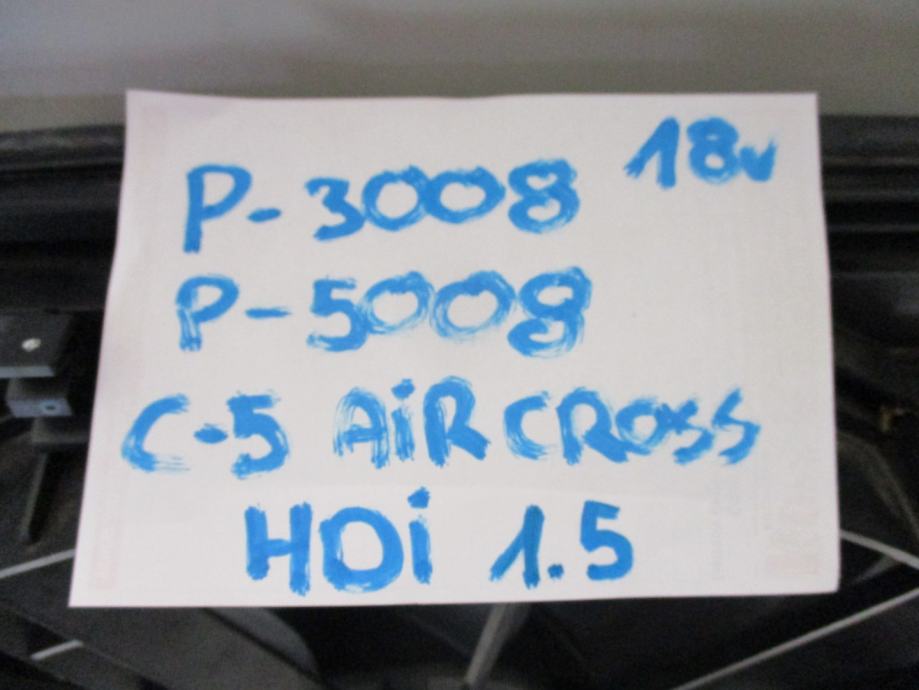 P-3008 18v
P-5008
C-5 AiRCROSS
HDi 1.5